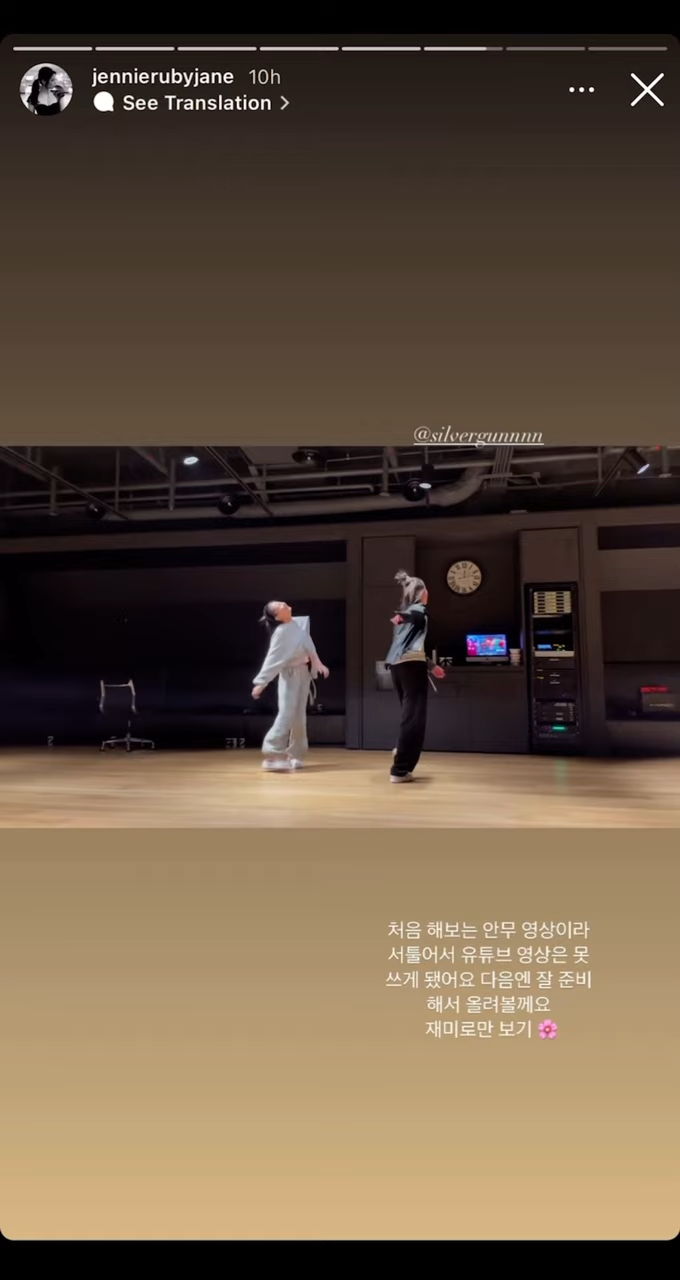 jennierubyjane 10h
See Translation
@silvergunnnn
처음 해보는 안무 영상이라
서툴어서 유튜브 영상은 못
쓰게 됐어요 다음엔 잘 준비
해서 올려볼께요
재미로만 보기 🌸